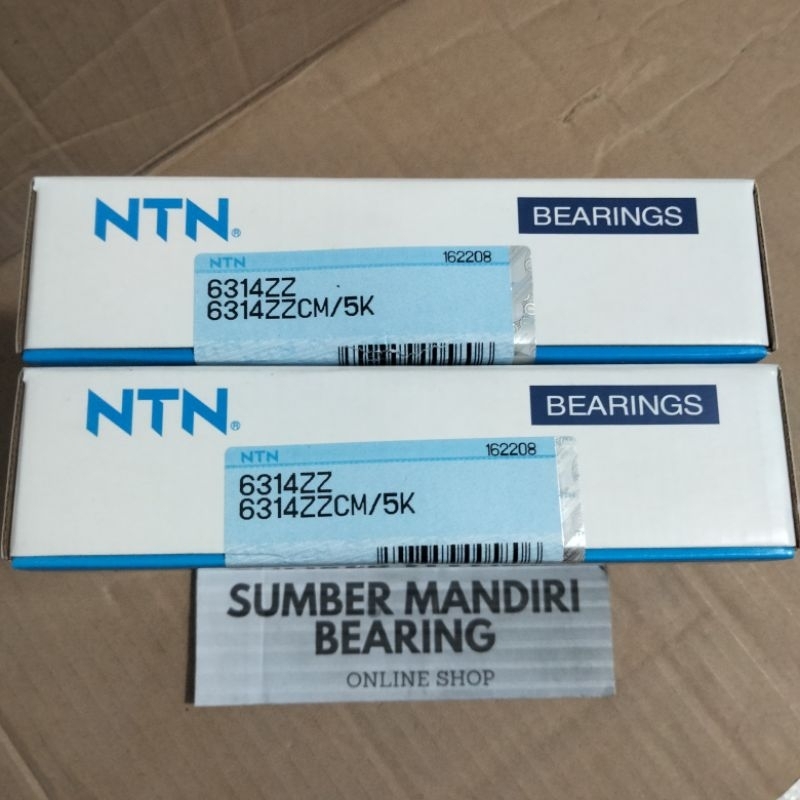 NTN®
BEARINGS
NTN 162208
6314ZZ
6314ZZCM/5K
NTN®
BEARINGS
NTN 162208
6314ZZ
6314ZZCM/5K
SUMBER MANDIRI
BEARING
ONLINE SHOP